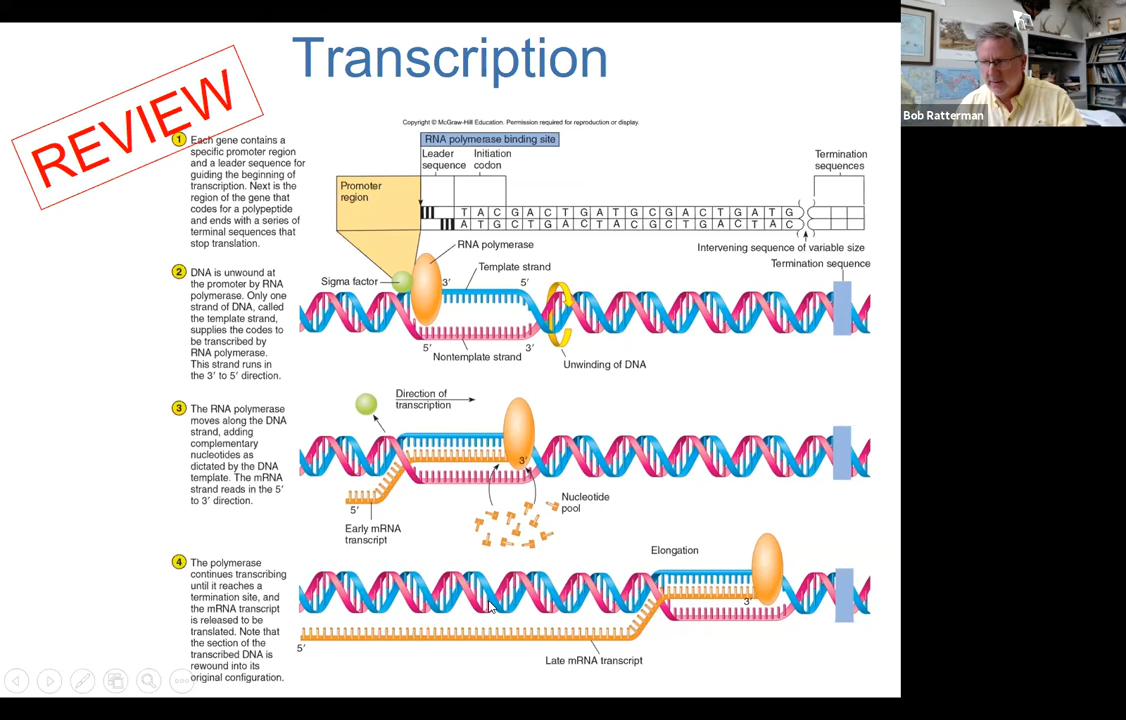 Transcription
REVIEW
Copyright © McGraw-Hill Education. Permission required for reproduction or display.
1
Each gene contains a
specific promoter region
and a leader sequence for
guiding the beginning of
transcription. Next is the
region of the gene that
codes for a polypeptide
and ends with a series of
terminal sequences that
stop translation.
RNA polymerase binding site
Leader
sequence
Initiation
codon
Termination
sequences
Promoter
region
T A C G A C T G A T G C G A C T G A T G
A T G C T G A C T A C G C T G A C T A C
RNA polymerase
Intervening sequence of variable size
Termination sequence
2
DNA is unwound at
the promoter by RNA
polymerase. Only one
strand of DNA, called
the template strand,
supplies the codes to
be transcribed by
RNA polymerase.
This strand runs in
the 3′ to 5′ direction.
Sigma factor
3′
Template strand
5′
5′
Nontemplate strand
3′
Unwinding of DNA
3
The RNA polymerase
moves along the DNA
strand, adding
complementary
nucleotides as
dictated by the DNA
template. The mRNA
strand reads in the 5′
to 3′ direction.
Direction of
transcription
3′
5′
Early mRNA
transcript
Nucleotide
pool
4
The polymerase
continues transcribing
until it reaches a
termination site, and
the mRNA transcript
is released to be
translated. Note that
the section of the
transcribed DNA is
rewound into its
original configuration.
Elongation
3′
5′
Late mRNA transcript
Bob Ratterman